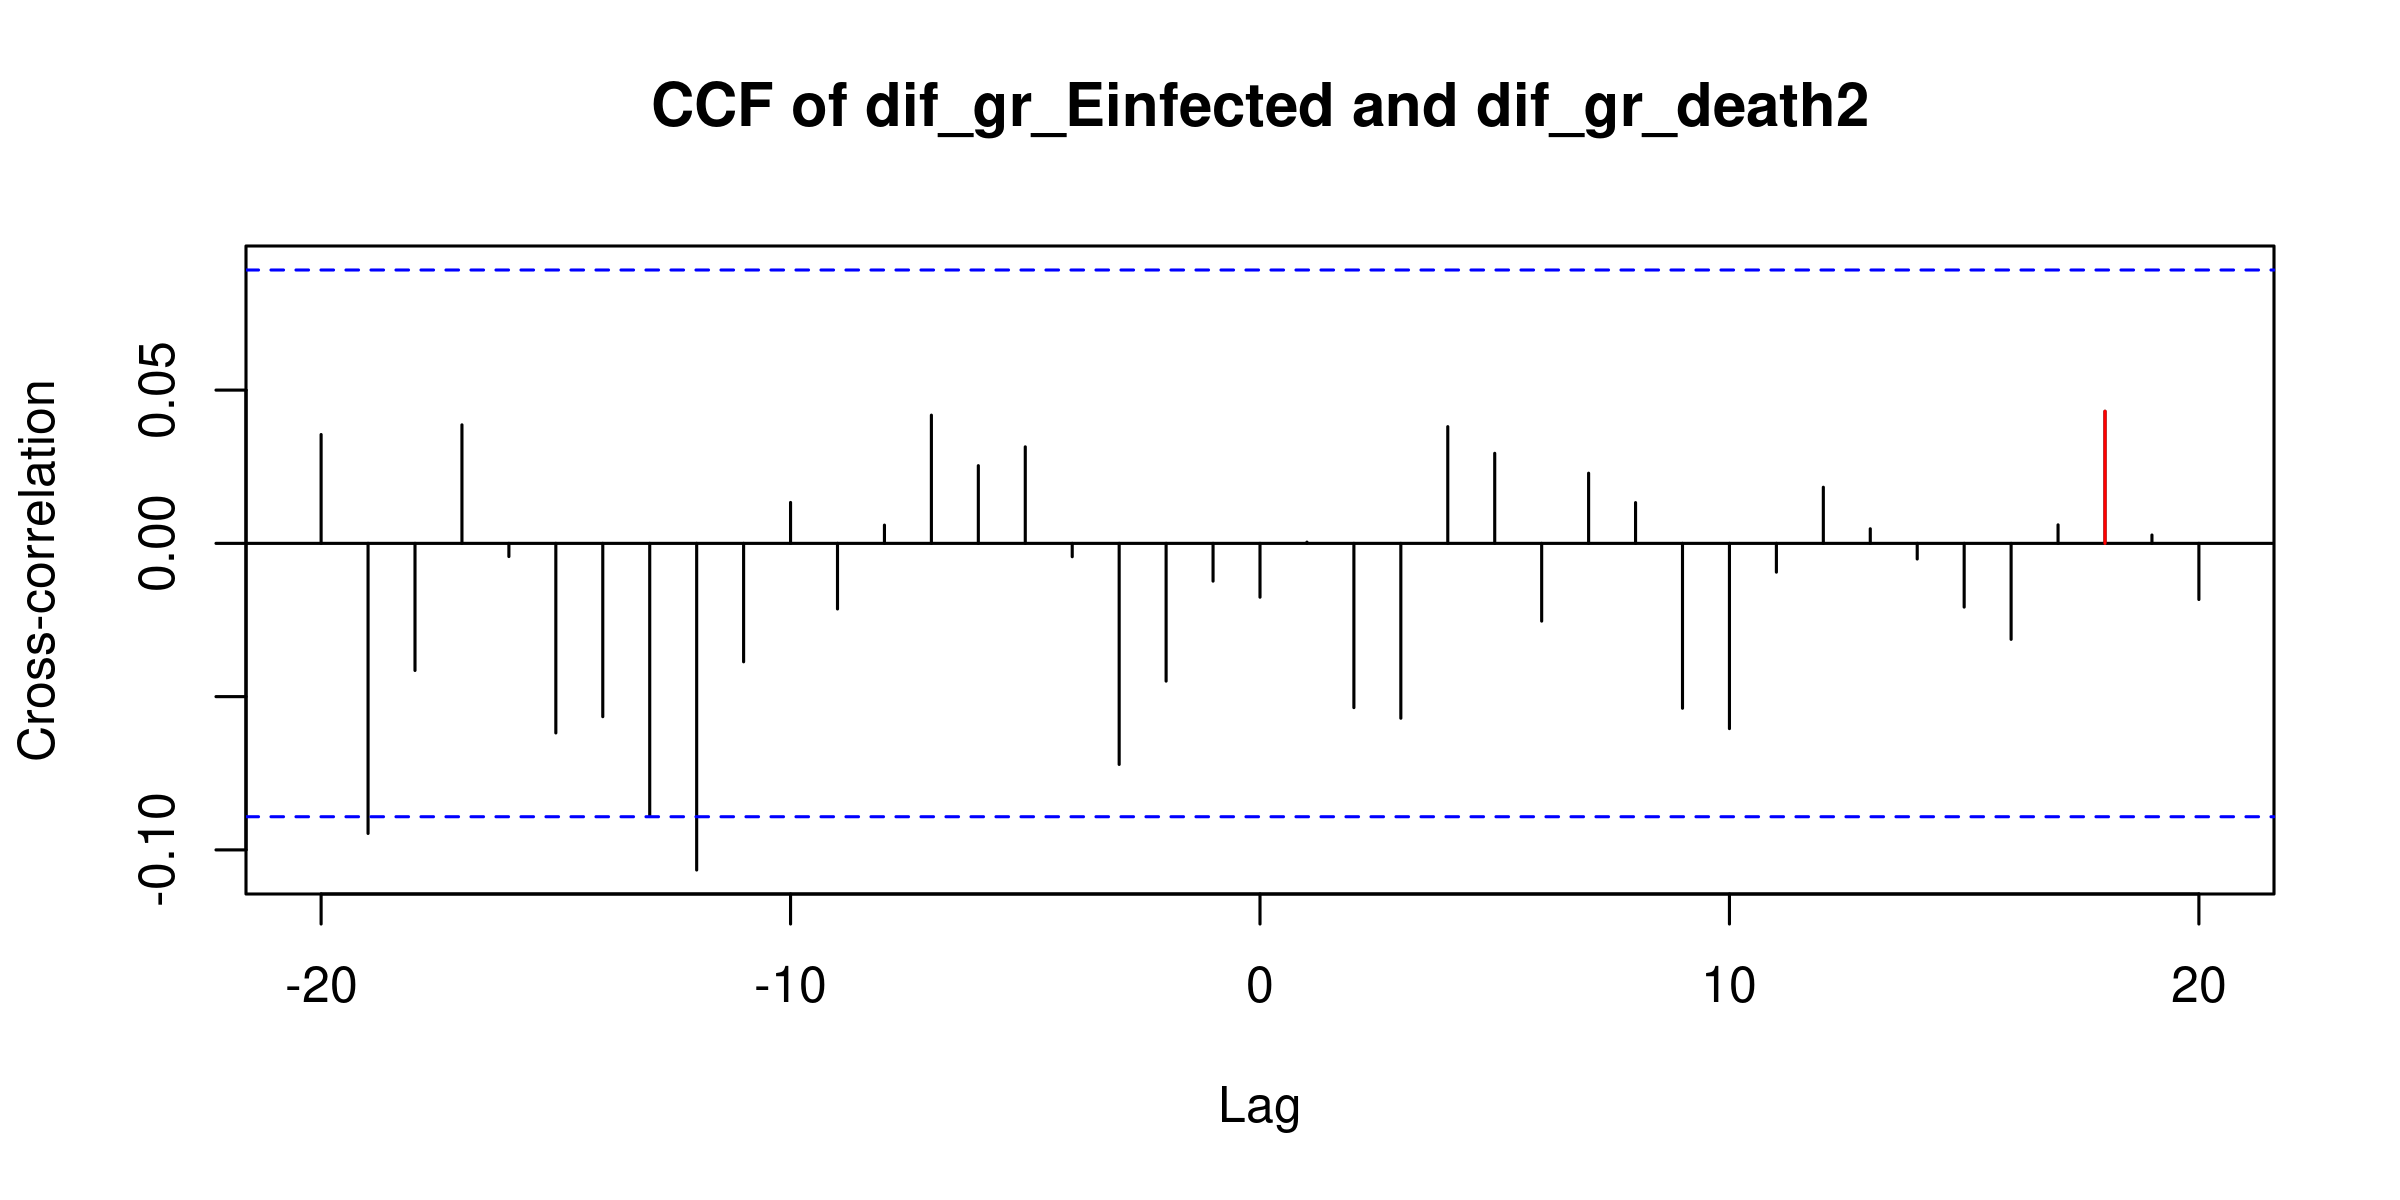 CCF of dif_gr_Einfected and dif_gr_death2
Cross-correlation
0.05
0.00
-0.10
-20
-10
0
10
20
Lag